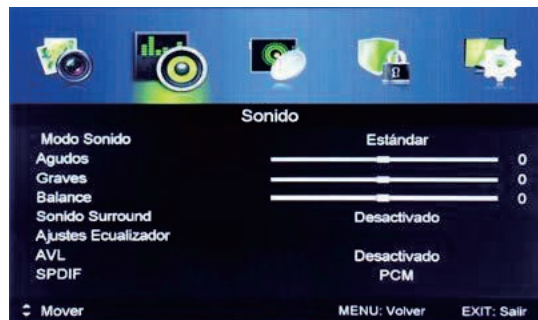 Sonido
Modo Sonido Estándar
Agudos 0
Graves 0
Balance 0
Sonido Surround Desactivado
Ajustes Ecualizador
AVL Desactivado
SPDIF PCM
Mover MENU: Volver EXIT: Salir